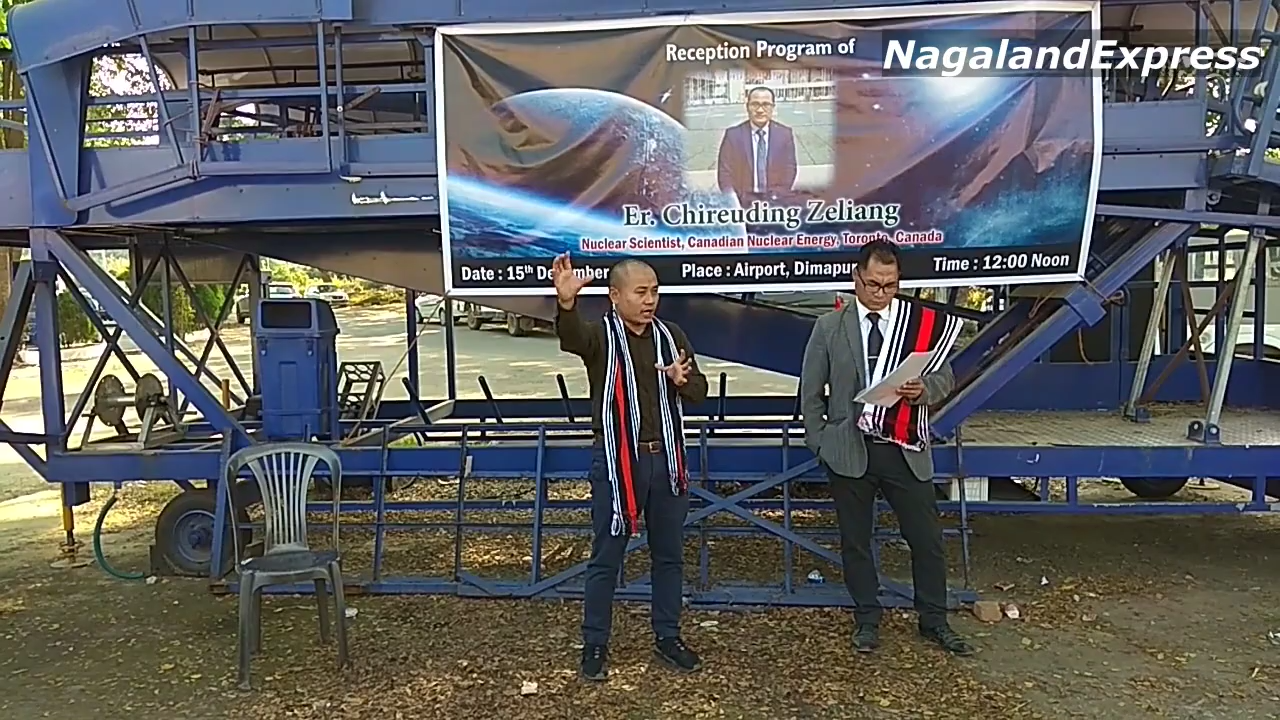 NagalandExpress
Reception Program of
Er. Chireuding Zeliang
Nuclear Scientist, Canadian Nuclear Energy, Toronto, Canada
Date : 15th December Place : Airport, Dimapur Time : 12:00 Noon